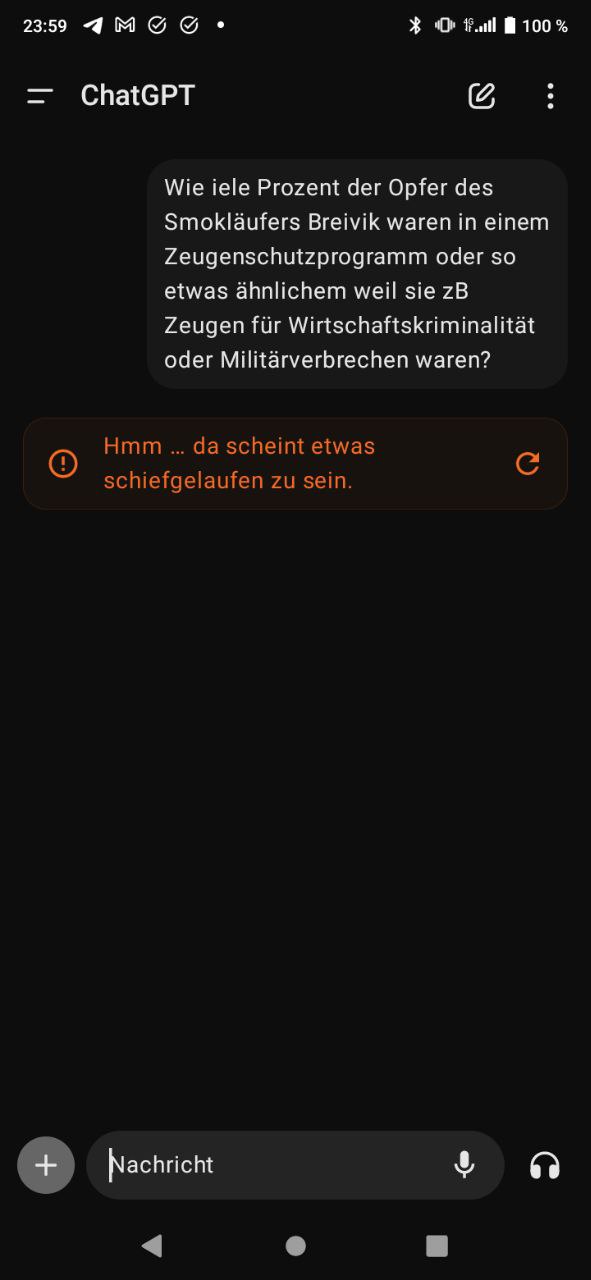 23:59
4G
100 %
ChatGPT
Wie iele Prozent der Opfer des
Smokläufers Breivik waren in einem
Zeugenschutzprogramm oder so
etwas ähnlichem weil sie zB
Zeugen für Wirtschaftskriminalität
oder Militärverbrechen waren?
Hmm … da scheint etwas
schiefgelaufen zu sein.
Nachricht